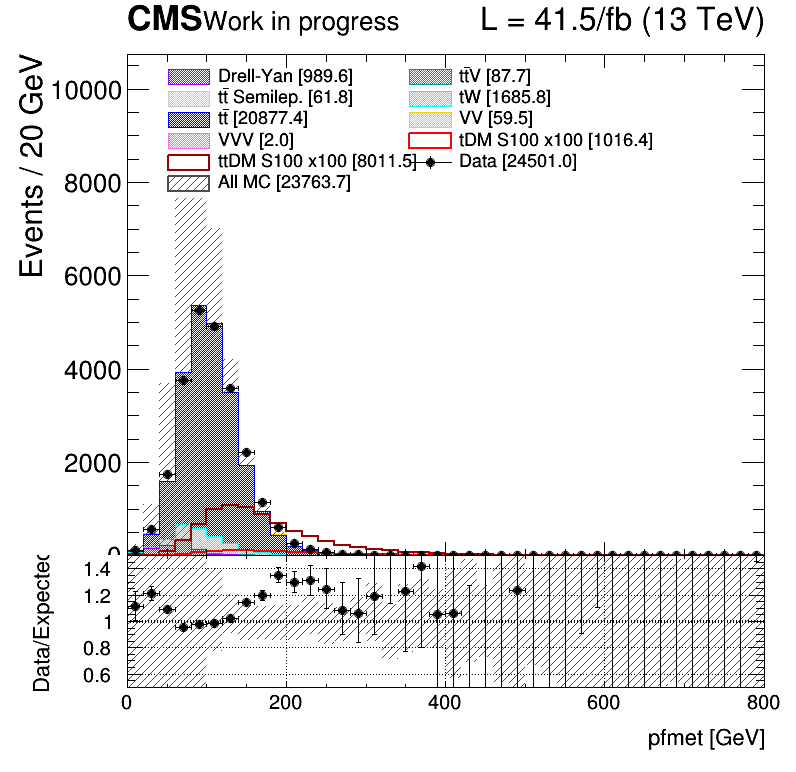 CMS Work in progress L = 41.5/fb (13 TeV)
Events / 20 GeV
10000
8000
6000
4000
2000
0
Drell-Yan [989.6]
tt̄V [87.7]
tt̄ Semilep. [61.8]
tW [1685.8]
tt̄ [20877.4]
VV [59.5]
VVV [2.0]
tDM S100 x100 [1016.4]
ttDM S100 x100 [8011.5]
Data [24501.0]
All MC [23763.7]
Data/Expected
1.4
1.2
1
0.8
0.6
0 200 400 600 800
pfmet [GeV]